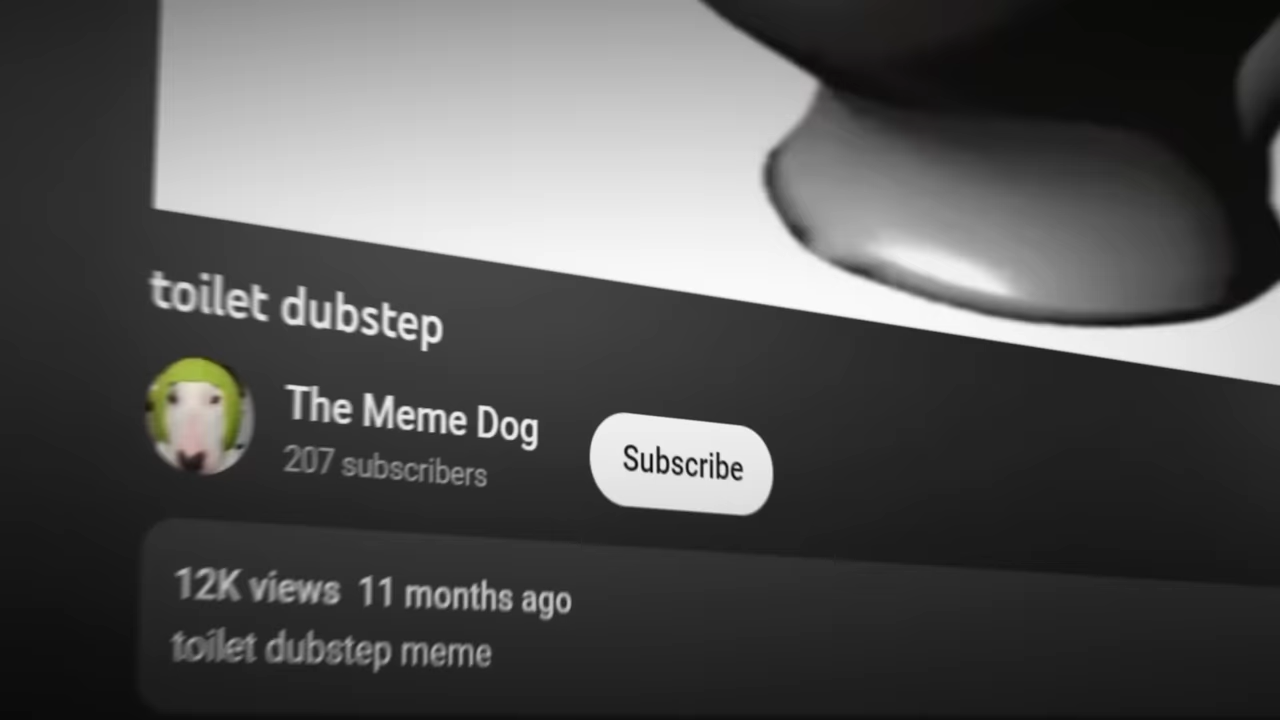 toilet dubstep
The Meme Dog
207 subscribers
Subscribe
12K views 11 months ago
toilet dubstep meme